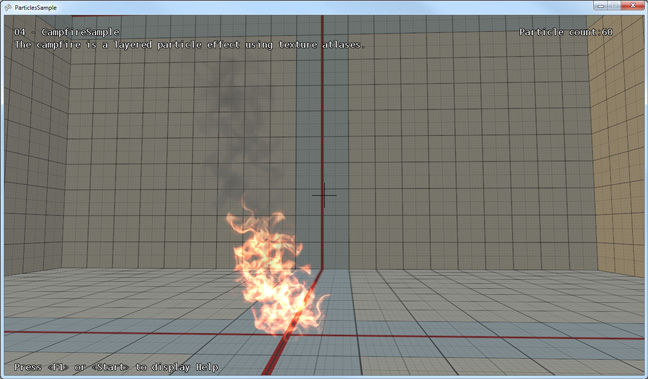 ParticlesSample
04 - CampfireSample
Particle count:60
The campfire is a layered particle effect using texture atlases.
Press <F1> or <Start> to display Help